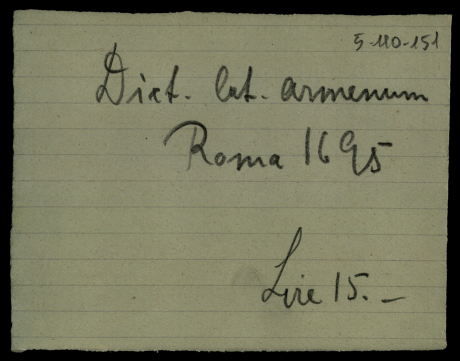 5-110-151
Dict. lat. armenum
Roma 1695
Lire 15.-